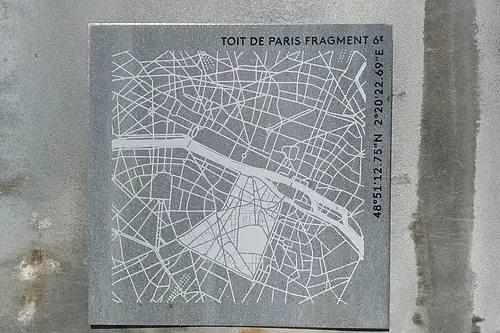 TOIT DE PARIS FRAGMENT 6ᴱ
48°51'12.75"N 2°20'22.69"E